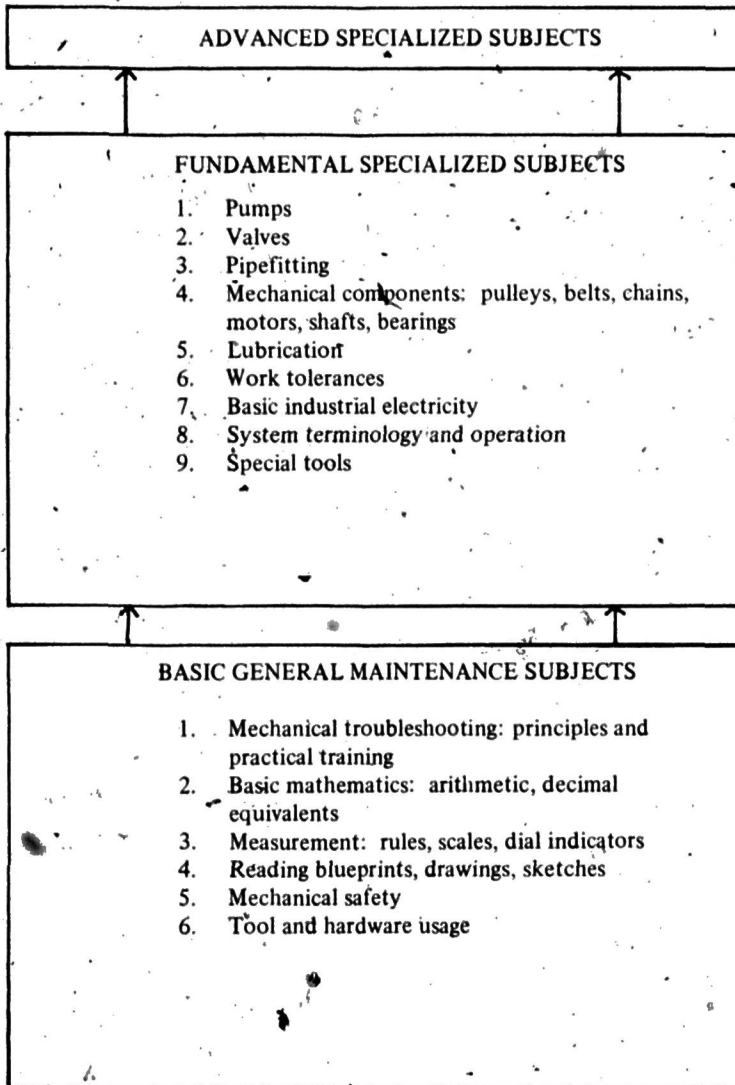 ADVANCED SPECIALIZED SUBJECTS
FUNDAMENTAL SPECIALIZED SUBJECTS
1. Pumps
2. Valves
3. Pipefitting
4. Mechanical components: pulleys, belts, chains,
motors, shafts, bearings
5. Lubrication
6. Work tolerances
7. Basic industrial electricity
8. System terminology and operation
9. Special tools
BASIC GENERAL MAINTENANCE SUBJECTS
1. Mechanical troubleshooting: principles and
practical training
2. Basic mathematics: arithmetic, decimal
equivalents
3. Measurement: rules, scales, dial indicators
4. Reading blueprints, drawings, sketches
5. Mechanical safety
6. Tool and hardware usage